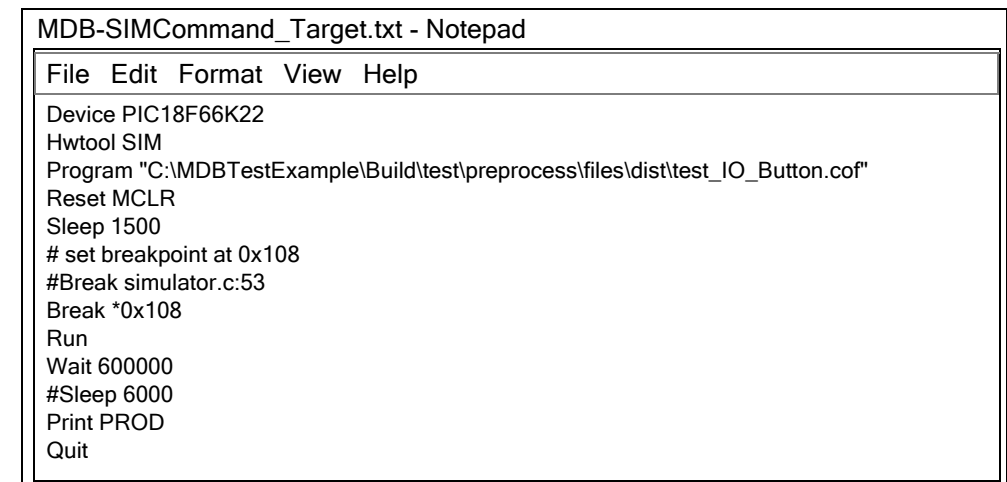 MDB-SIMCommand_Target.txt - Notepad
File Edit Format View Help
Device PIC18F66K22
Hwtool SIM
Program "C:\MDBTestExample\Build\test\preprocess\files\dist\test_IO_Button.cof"
Reset MCLR
Sleep 1500
# set breakpoint at 0x108
#Break simulator.c:53
Break *0x108
Run
Wait 600000
#Sleep 6000
Print PROD
Quit